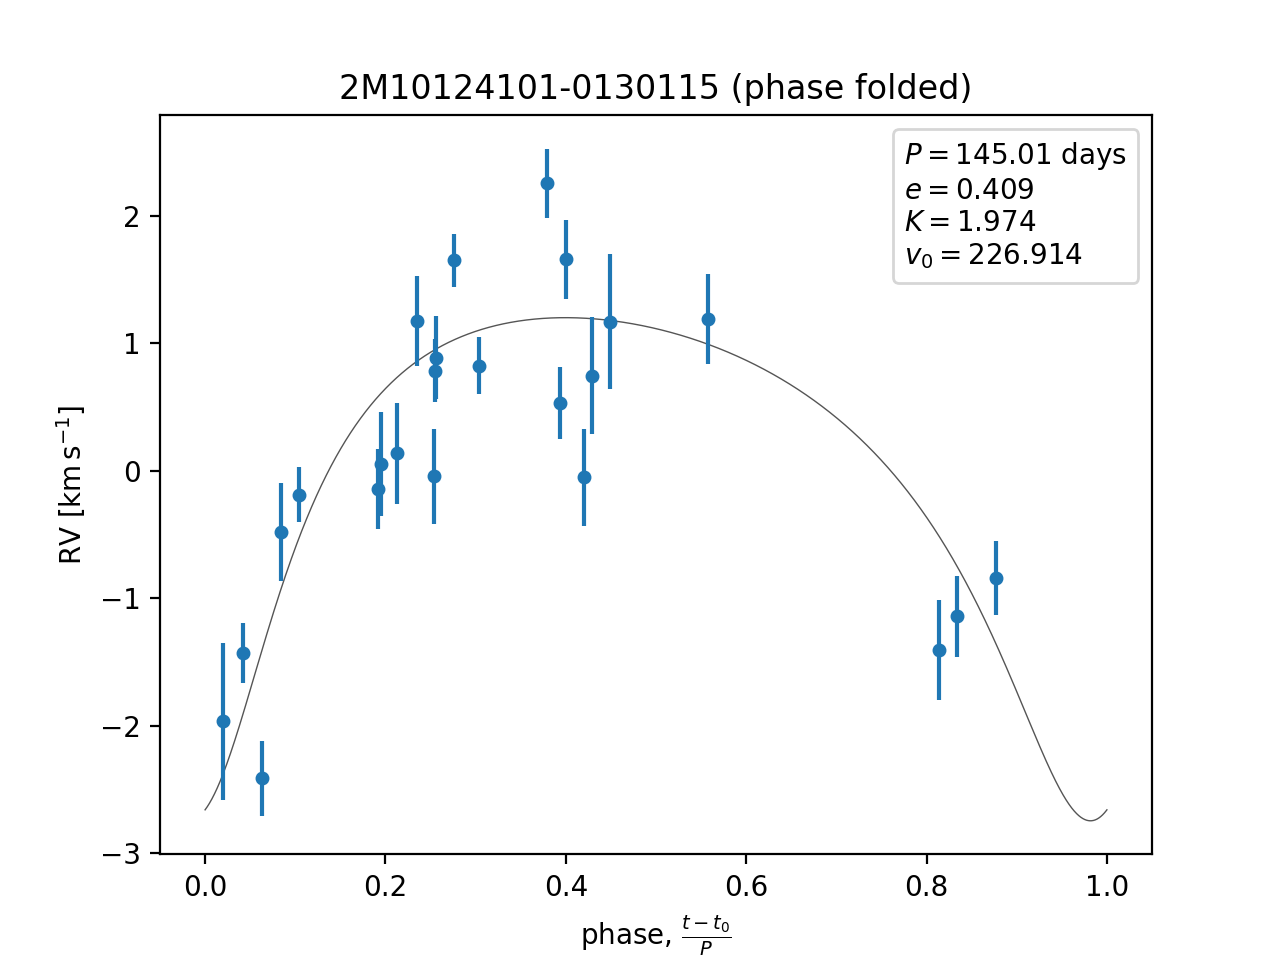 2M10124101-0130115 (phase folded)
P = 145.01 days
e = 0.409
K = 1.974
v₀ = 226.914
RV [km s⁻¹]
2
1
0
−1
−2
−3
0.0 0.2 0.4 0.6 0.8 1.0
phase, (t − t₀)/P